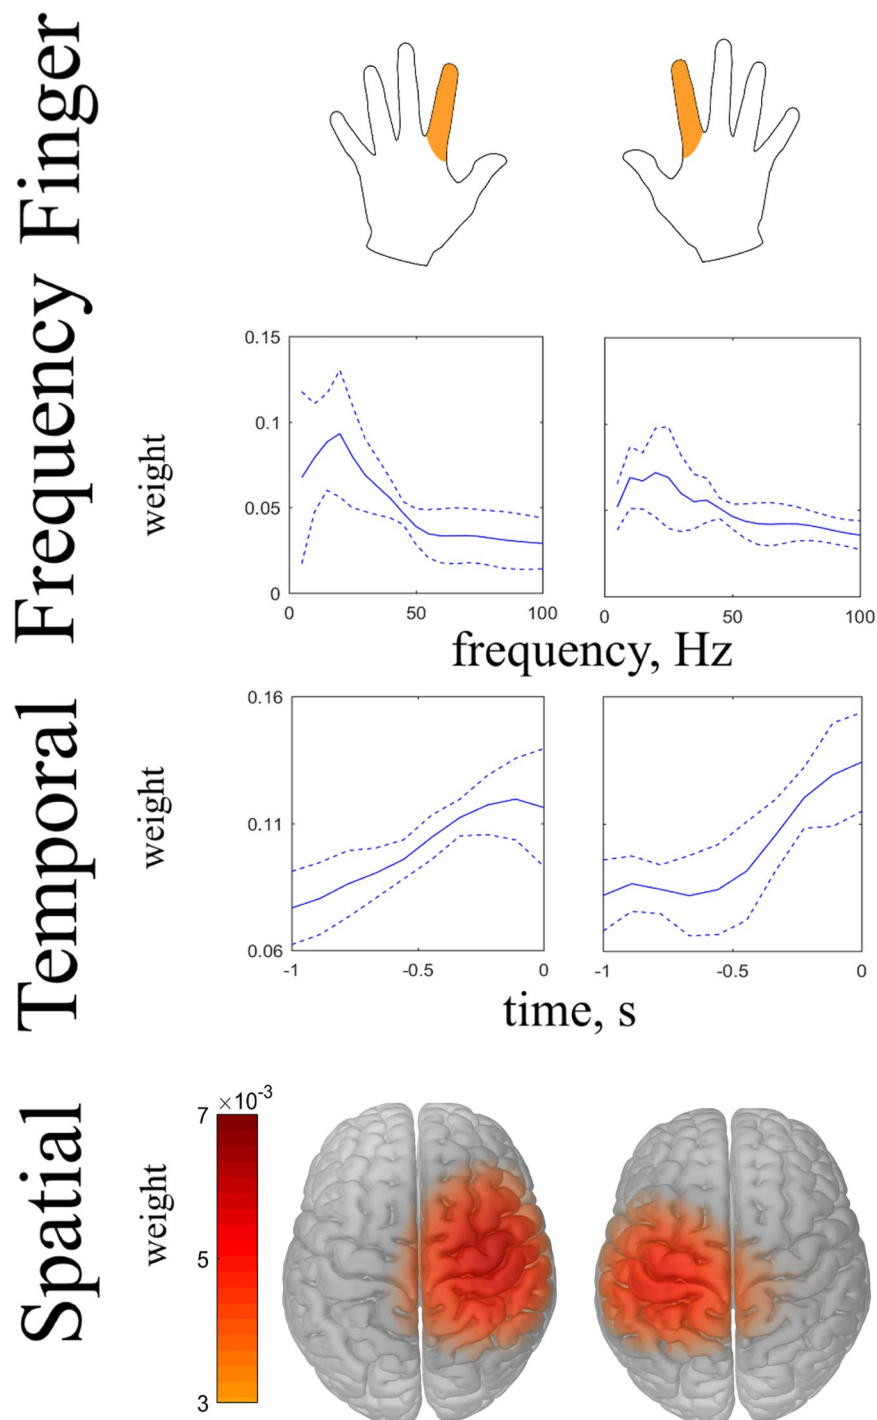 Finger
Frequency
weight
0.15
0.1
0.05
0
0
50
100
0
50
100
frequency, Hz
Temporal
weight
0.16
0.11
0.06
-1
-0.5
0
-1
-0.5
0
time, s
Spatial
weight
7 ×10-3
5
3